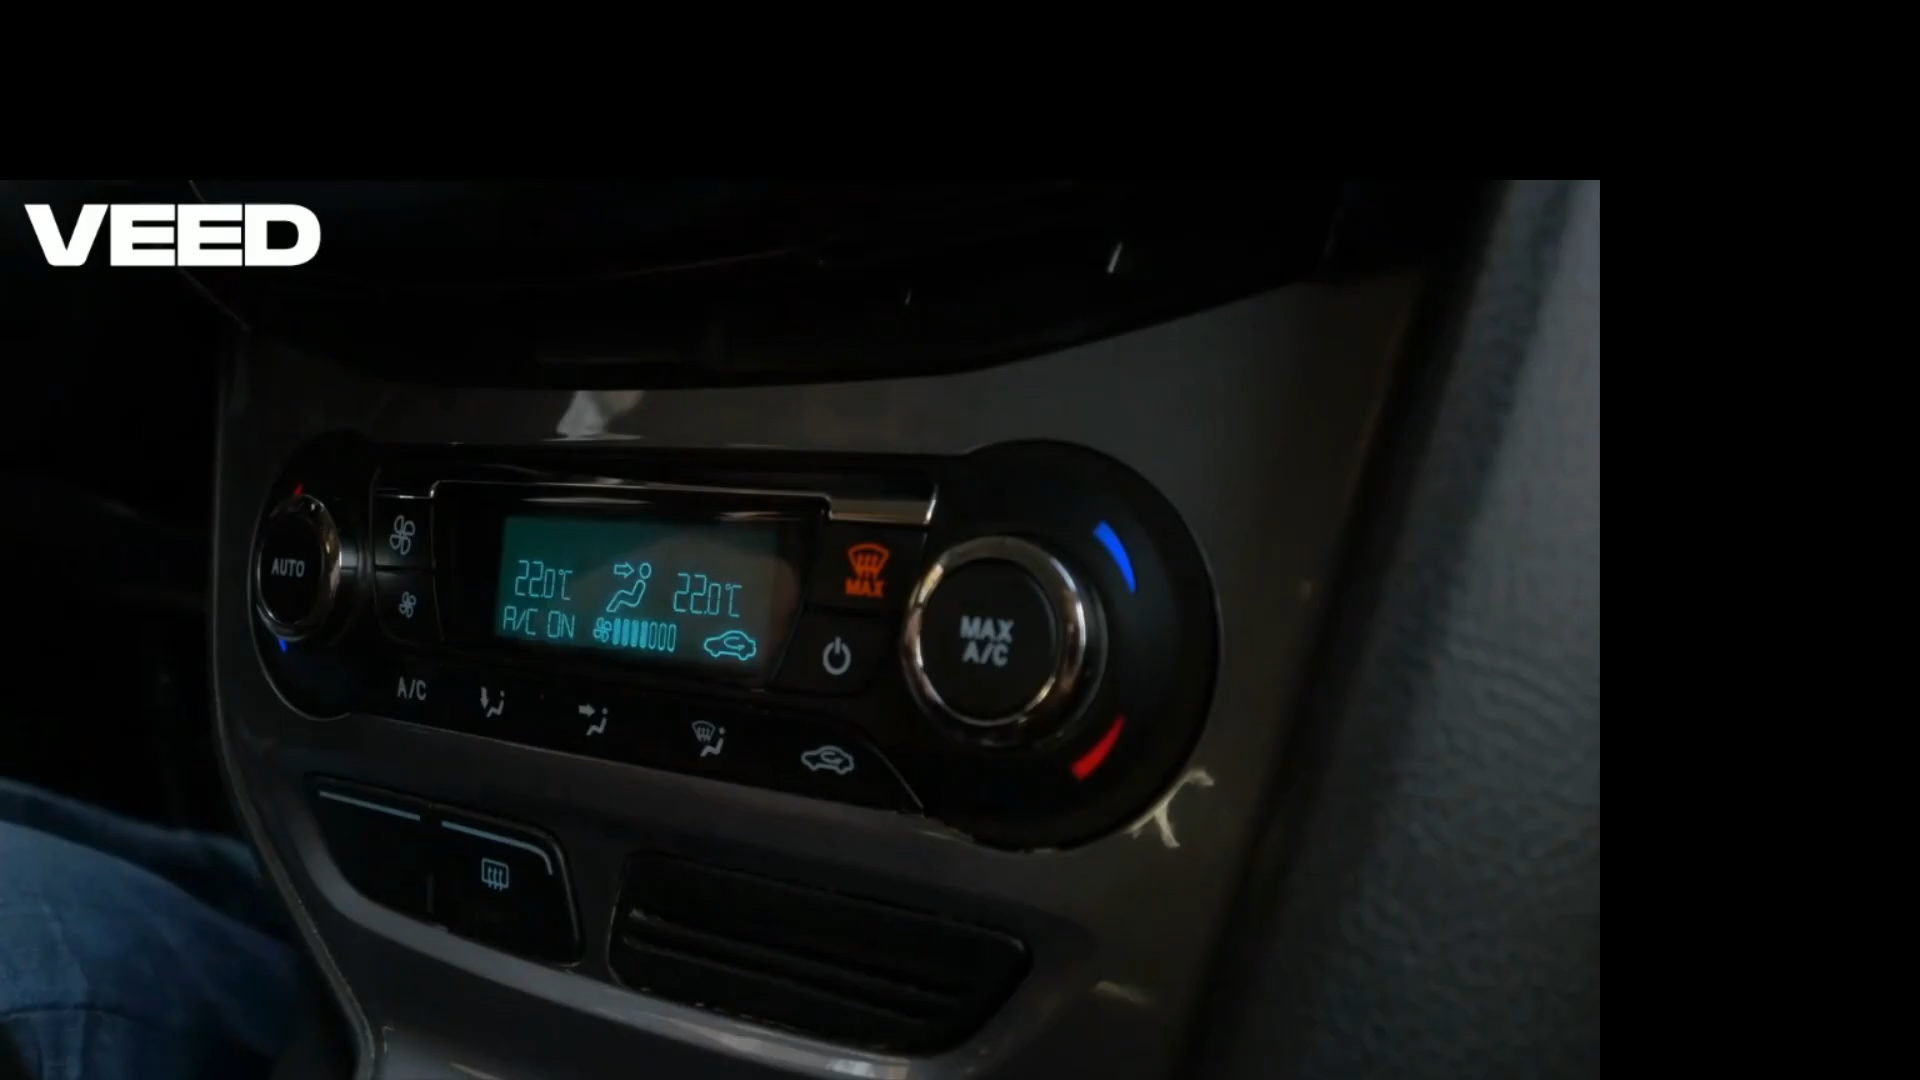 VEED
AUTO
22.0°C 22.0°C
A/C ON
MAX
MAX
A/C
A/C